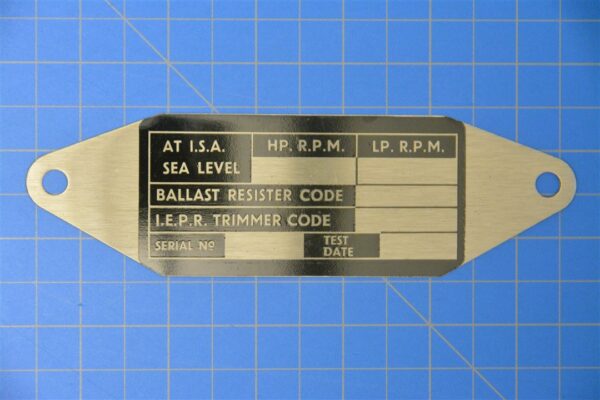 AT I.S.A. HP. R.P.M. LP. R.P.M.
SEA LEVEL
BALLAST RESISTER CODE
I.E.P.R. TRIMMER CODE
SERIAL Nº TEST
DATE